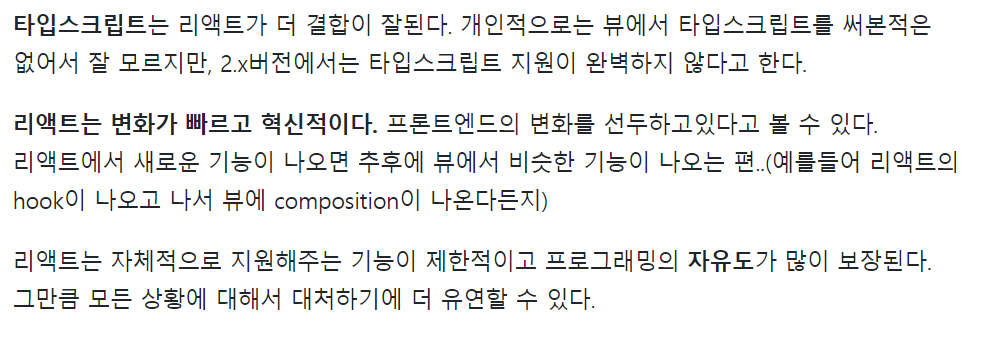 타입스크립트는 리액트가 더 결합이 잘된다. 개인적으로는 뷰에서 타입스크립트를 써본적은
없어서 잘 모르지만, 2.x버전에서는 타입스크립트 지원이 완벽하지 않다고 한다.
리액트는 변화가 빠르고 혁신적이다. 프론트엔드의 변화를 선두하고있다고 볼 수 있다.
리액트에서 새로운 기능이 나오면 추후에 뷰에서 비슷한 기능이 나오는 편..(예를들어 리액트의
hook이 나오고 나서 뷰에 composition이 나온다든지)
리액트는 자체적으로 지원해주는 기능이 제한적이고 프로그래밍의 자유도가 많이 보장된다.
그만큼 모든 상황에 대해서 대처하기에 더 유연할 수 있다.